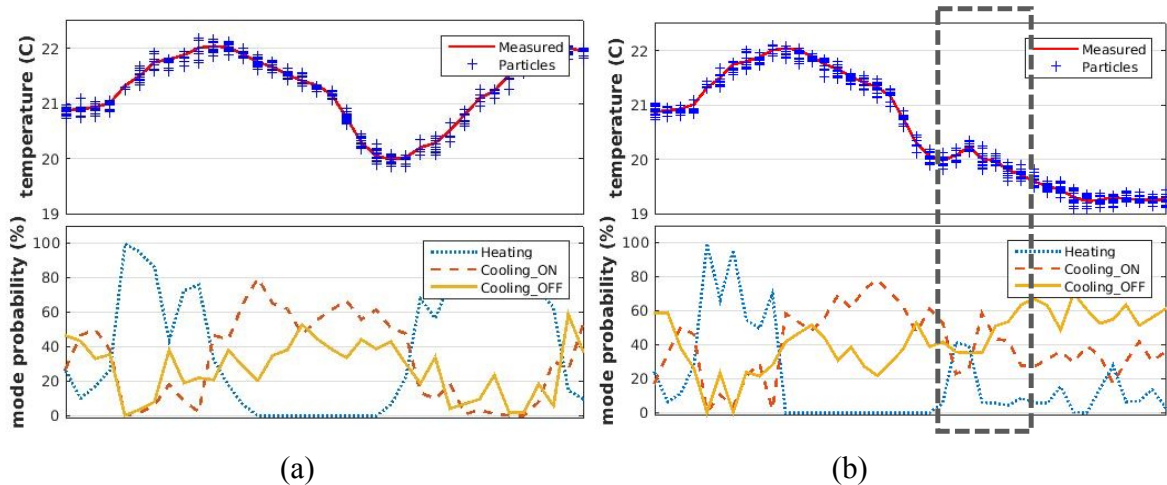 temperature (C)
22
21
20
19
Measured
Particles
mode probability (%)
100
80
60
40
20
0
Heating
Cooling_ON
Cooling_OFF
(a)
temperature (C)
22
21
20
19
Measured
Particles
mode probability (%)
100
80
60
40
20
0
Heating
Cooling_ON
Cooling_OFF
(b)